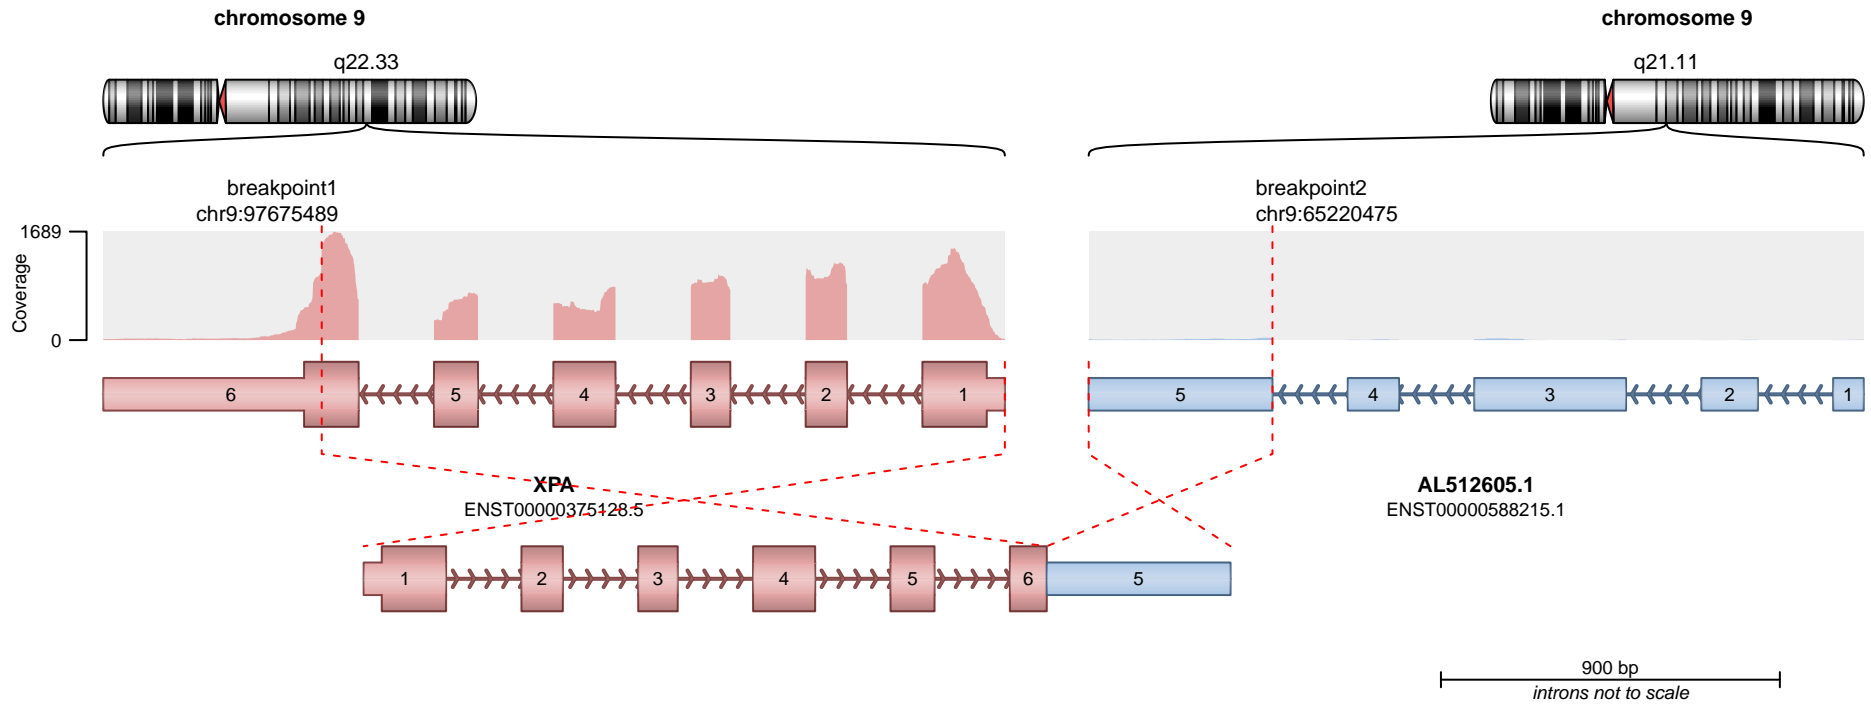 chromosome 9
chromosome 9
q22.33
q21.11
breakpoint1
chr9:97675489
breakpoint2
chr9:65220475
1689
Coverage
0
6 5 4 3 2 1
5 4 3 2 1
XPA
ENST00000375128.5
AL512605.1
ENST00000588215.1
1 2 3 4 5 6 5
900 bp
introns not to scale